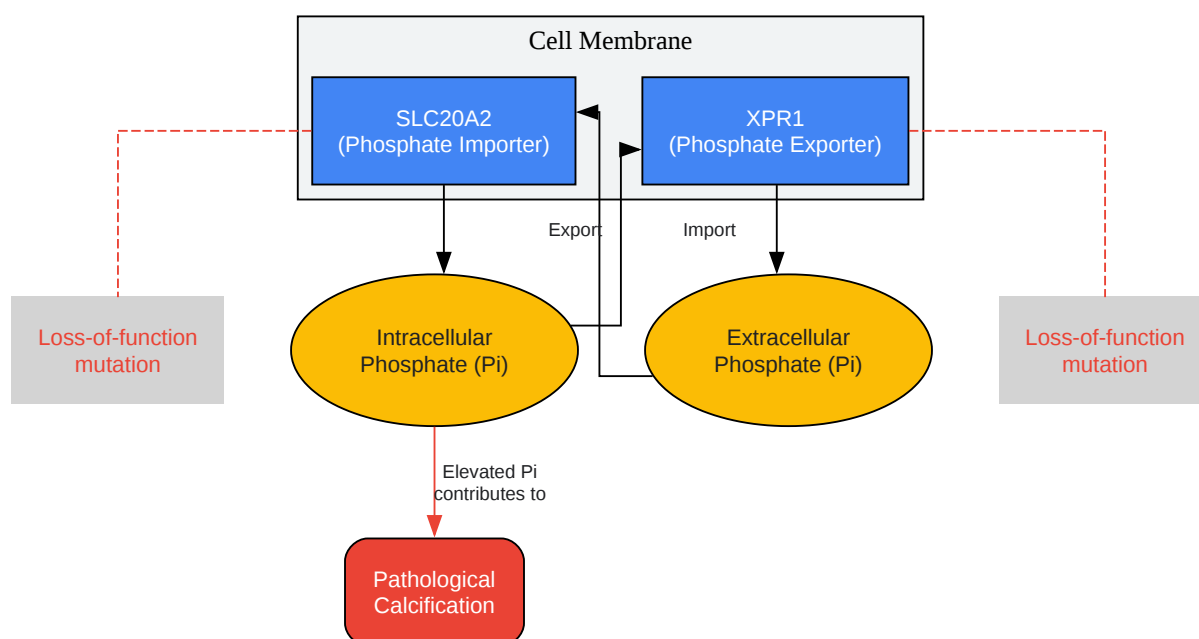 Cell Membrane
SLC20A2
(Phosphate Importer)
XPR1
(Phosphate Exporter)
Export
Import
Loss-of-function
mutation
Intracellular
Phosphate (Pi)
Extracellular
Phosphate (Pi)
Loss-of-function
mutation
Elevated Pi
contributes to
Pathological
Calcification